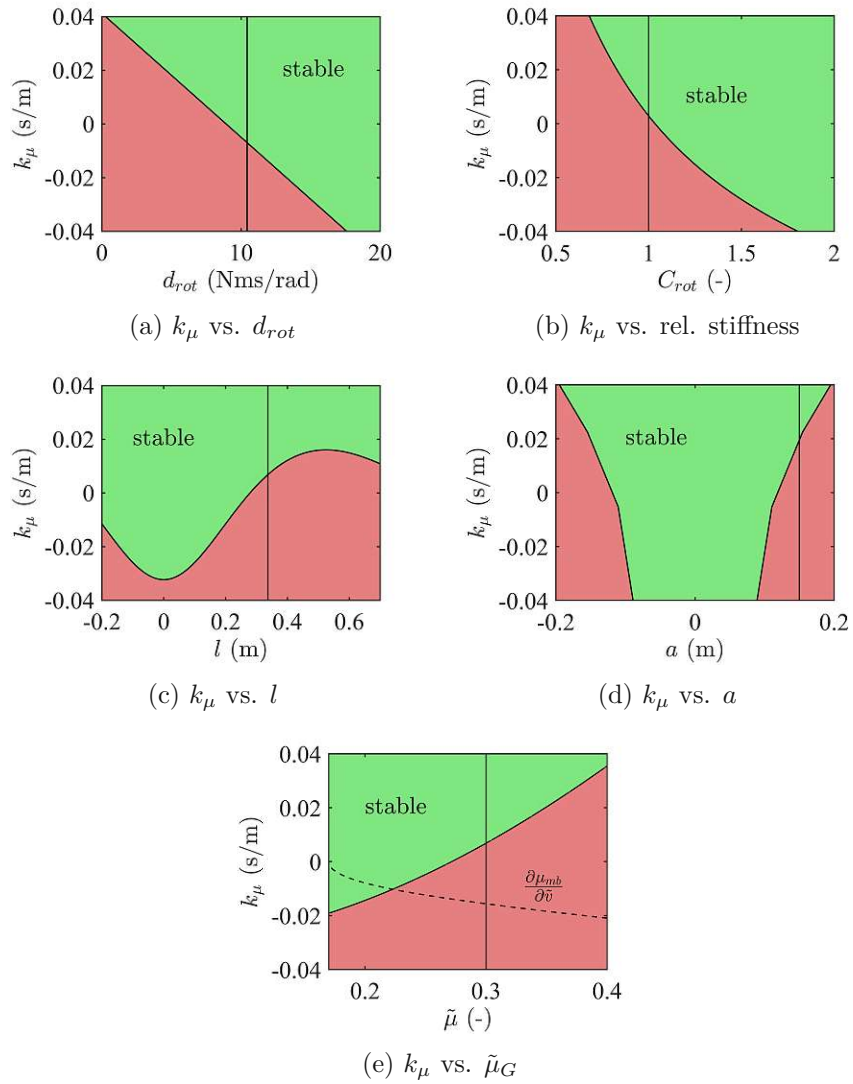 0.04
0.02
0
-0.02
-0.04
k_μ (s/m)
stable
0 10 20
d_rot (Nms/rad)
(a) k_μ vs. d_rot
0.04
0.02
0
-0.02
-0.04
k_μ (s/m)
stable
0.5 1 1.5 2
C_rot (-)
(b) k_μ vs. rel. stiffness
0.04
0.02
0
-0.02
-0.04
k_μ (s/m)
stable
-0.2 0 0.2 0.4 0.6
l (m)
(c) k_μ vs. l
0.04
0.02
0
-0.02
-0.04
k_μ (s/m)
stable
-0.2 0 0.2
a (m)
(d) k_μ vs. a
0.04
0.02
0
-0.02
-0.04
k_μ (s/m)
stable
∂μ_mb
∂ṽ
0.2 0.3 0.4
μ̃ (-)
(e) k_μ vs. μ̃_G